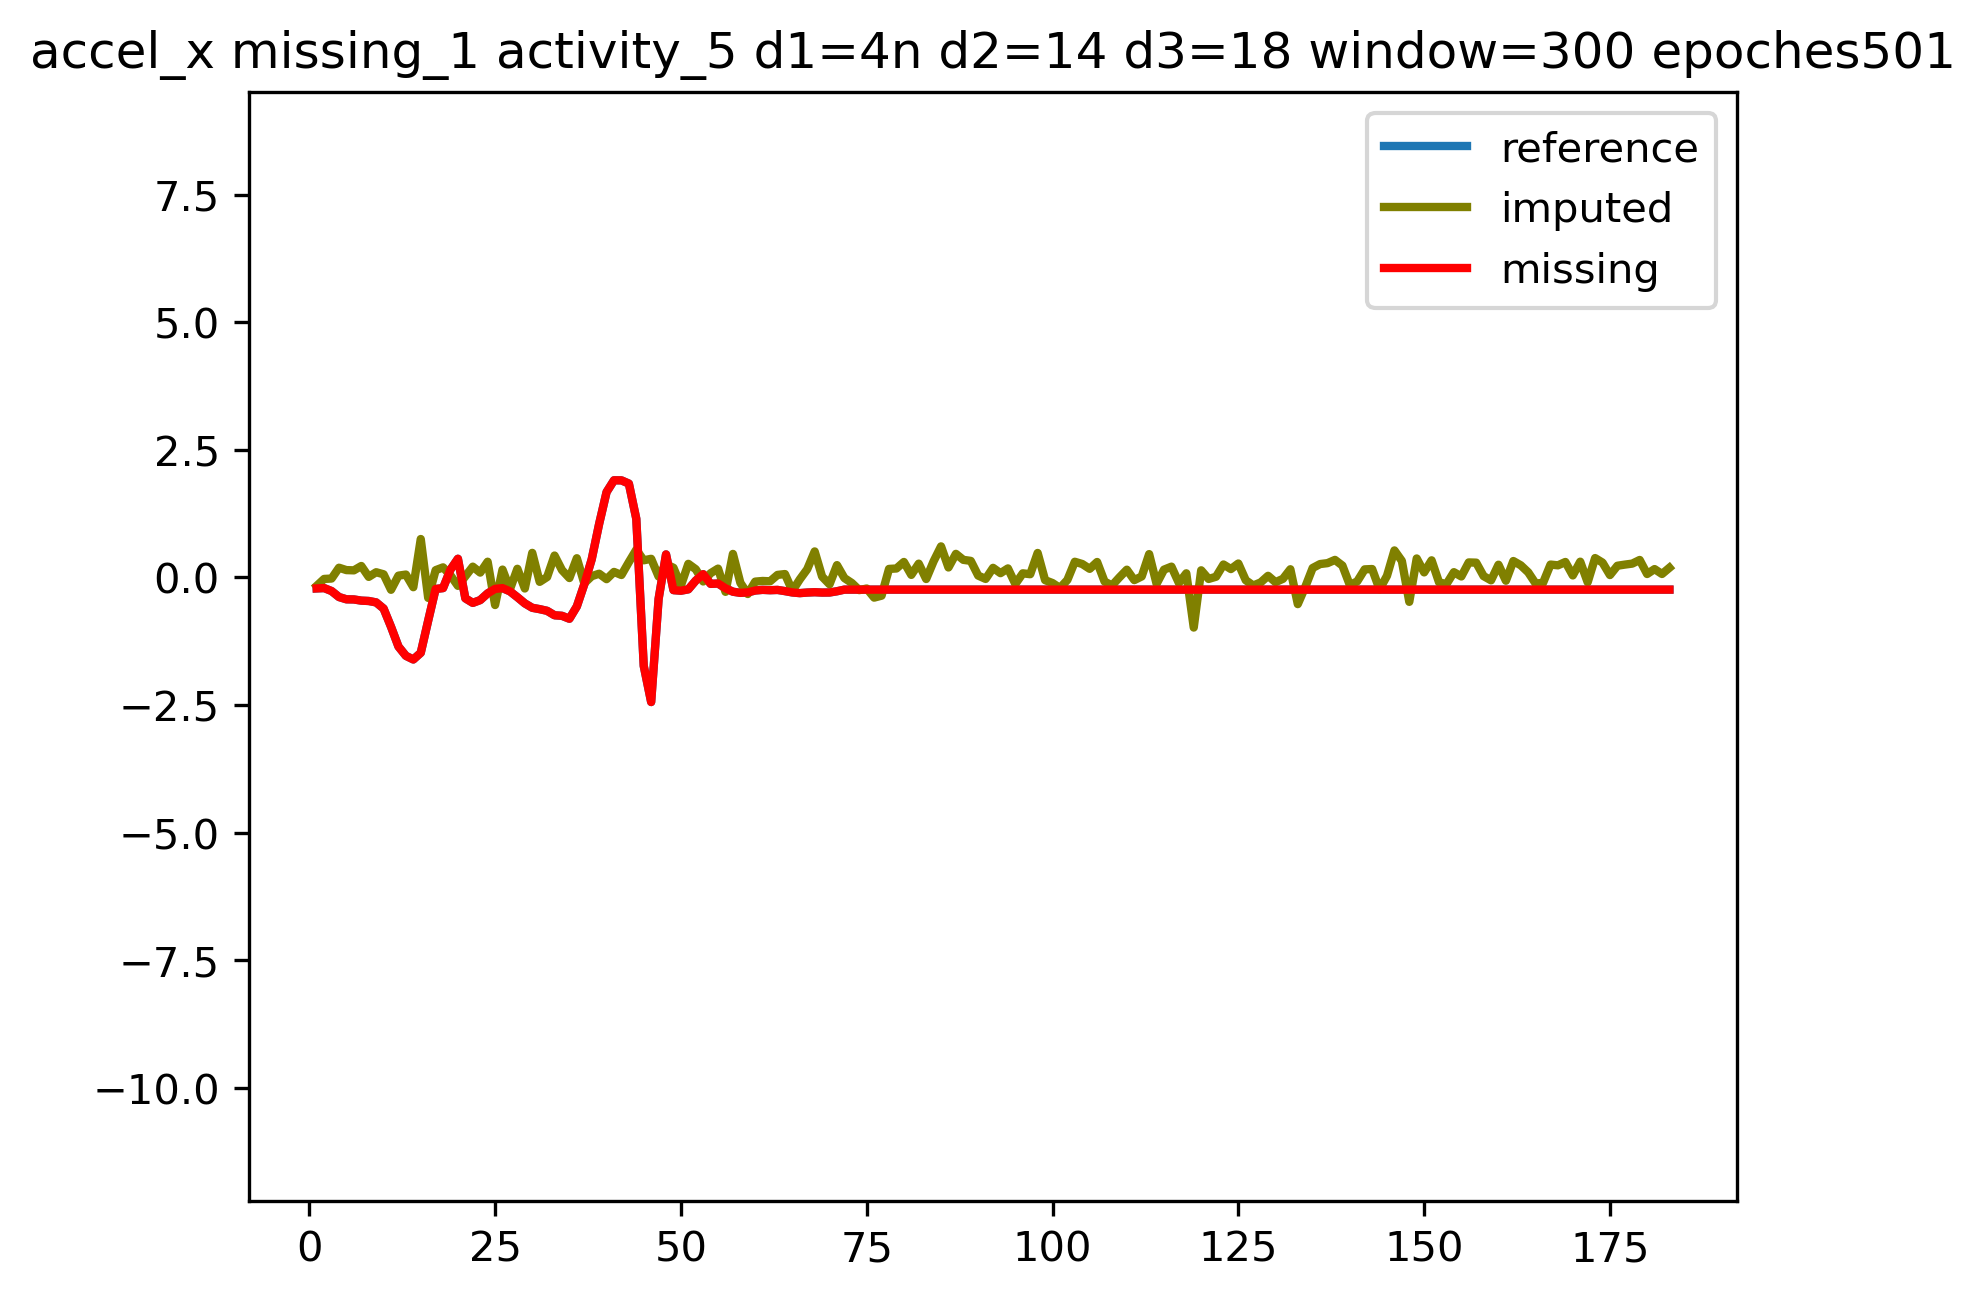 accel_x missing_1 activity_5 d1=4n d2=14 d3=18 window=300 epoches501
reference
imputed
missing
7.5
5.0
2.5
0.0
−2.5
−5.0
−7.5
−10.0
0 25 50 75 100 125 150 175